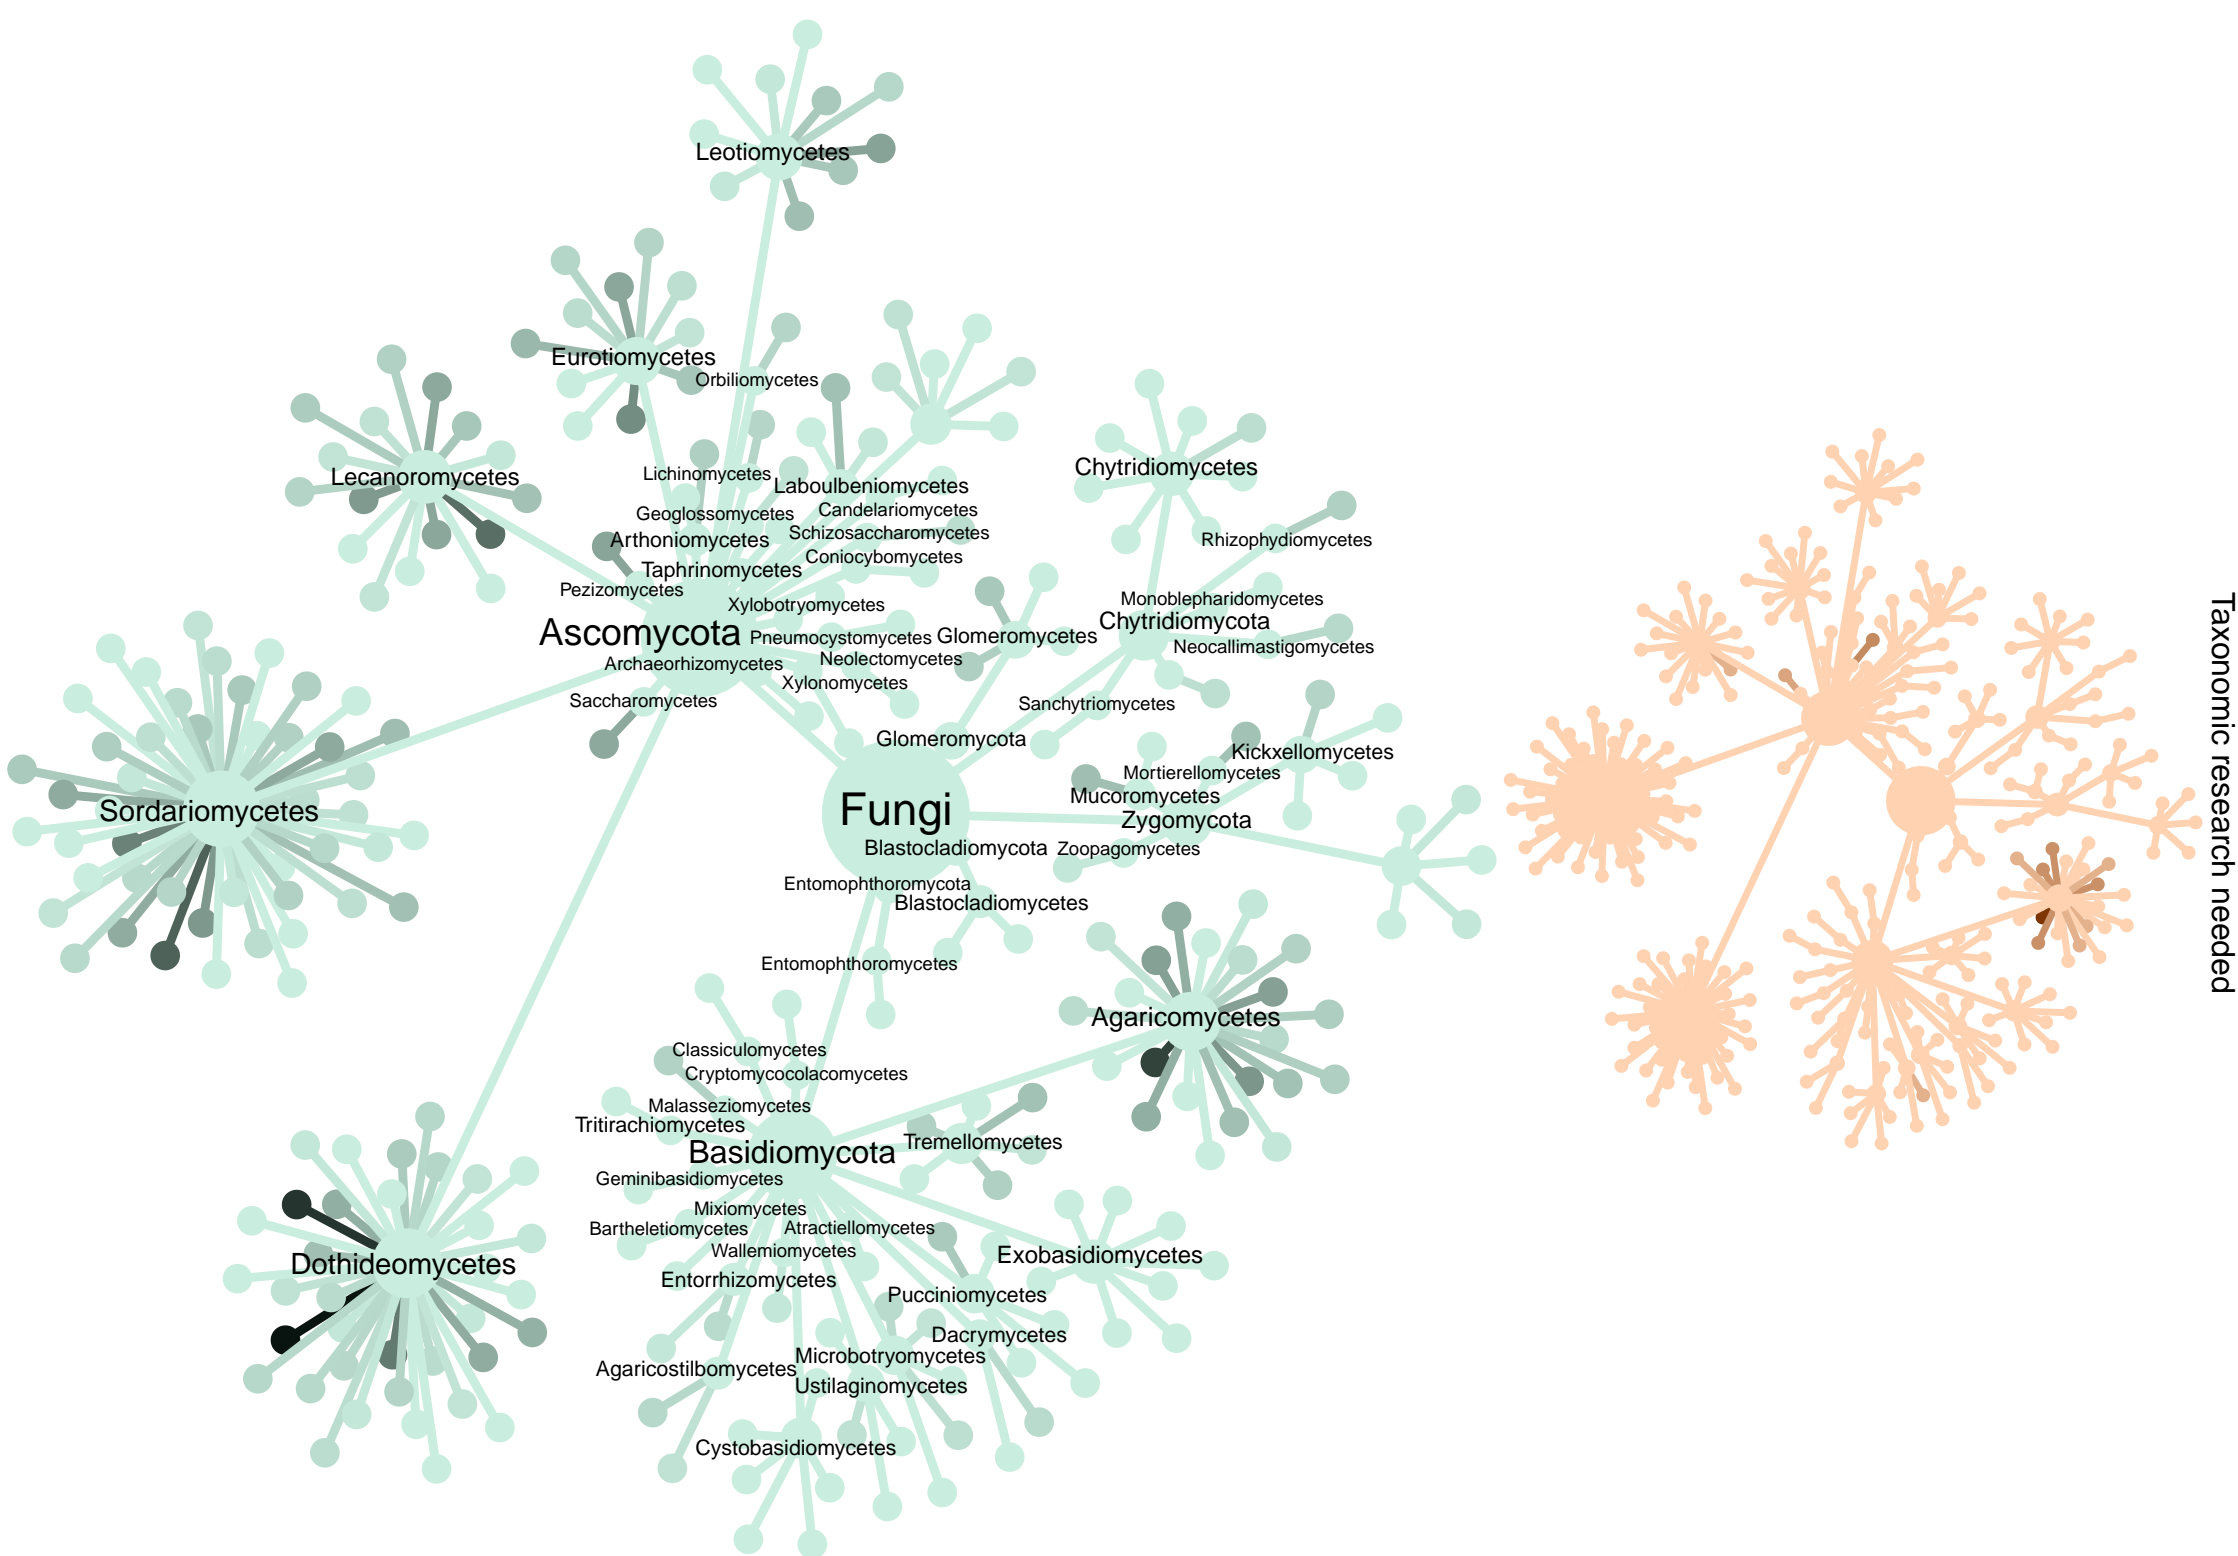 Leotiomycetes
Eurotiomycetes
Orbiliomycetes
Lecanoromycetes
Lichinomycetes
Laboulbeniomycetes
Chytridiomycetes
Geoglossomycetes
Candelariomycetes
Arthoniomycetes
Schizosaccharomycetes
Rhizophydiomycetes
Coniocybomycetes
Taphrinomycetes
Pezizomycetes
Xylobotryomycetes
Monoblepharidomycetes
Chytridiomycota
Ascomycota
Pneumocystomycetes
Glomeromycetes
Neocallimastigomycetes
Archaeorhizomycetes
Neolectomycetes
Xylonomycetes
Saccharomycetes
Sanchytriomycetes
Glomeromycota
Kickxellomycetes
Mortierellomycetes
Mucoromycetes
Sordariomycetes
Fungi
Zygomycota
Blastocladiomycota
Zoopagomycetes
Entomophthoromycota
Blastocladiomycetes
Entomophthoromycetes
Agaricomycetes
Classiculomycetes
Cryptomycocolacomycetes
Malasseziomycetes
Tritirachiomycetes
Basidiomycota
Tremellomycetes
Geminibasidiomycetes
Mixiomycetes
Bartheletiomycetes
Atractiellomycetes
Wallemiomycetes
Exobasidiomycetes
Dothideomycetes
Entorrhizomycetes
Pucciniomycetes
Dacrymycetes
Microbotryomycetes
Agaricostilbomycetes
Ustilaginomycetes
Cystobasidiomycetes
Taxonomic research needed